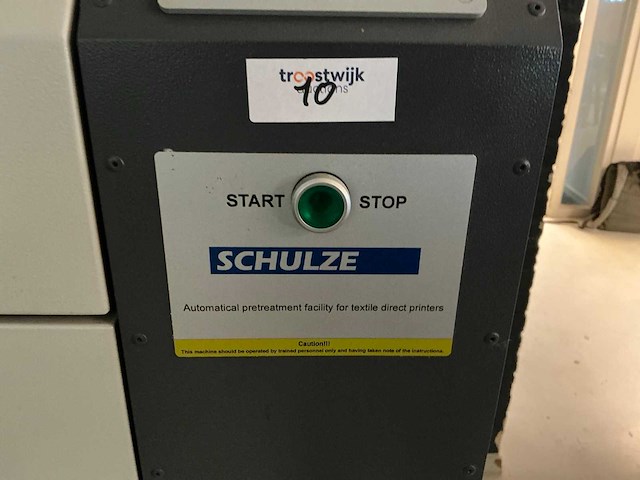 troostwijk
auctions
10
START STOP
SCHULZE
Automatical pretreatment facility for textile direct printers
Caution!!!
This machine should be operated by trained personnel only and having taken note of the instructions.